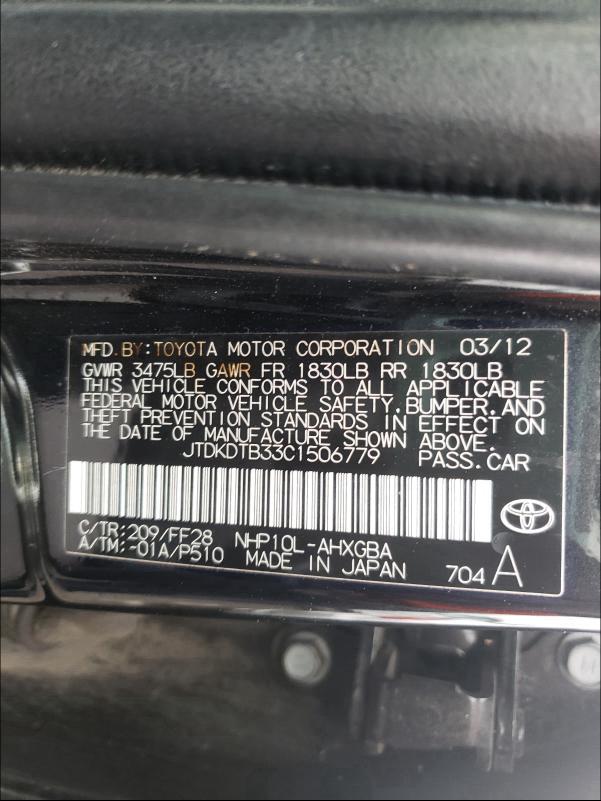 MFD.BY:TOYOTA MOTOR CORPORATION 03/12
GVWR 3475LB GAWR FR 1830LB RR 1830LB
THIS VEHICLE CONFORMS TO ALL APPLICABLE
FEDERAL MOTOR VEHICLE SAFETY,BUMPER,AND
THEFT PREVENTION STANDARDS IN EFFECT ON
THE DATE OF MANUFACTURE SHOWN ABOVE.
JTDKDTB33C1506779 PASS.CAR
C/TR:209/FF28 NHP10L-AHXGBA
A/TM:-01A/P510 MADE IN JAPAN 704 A